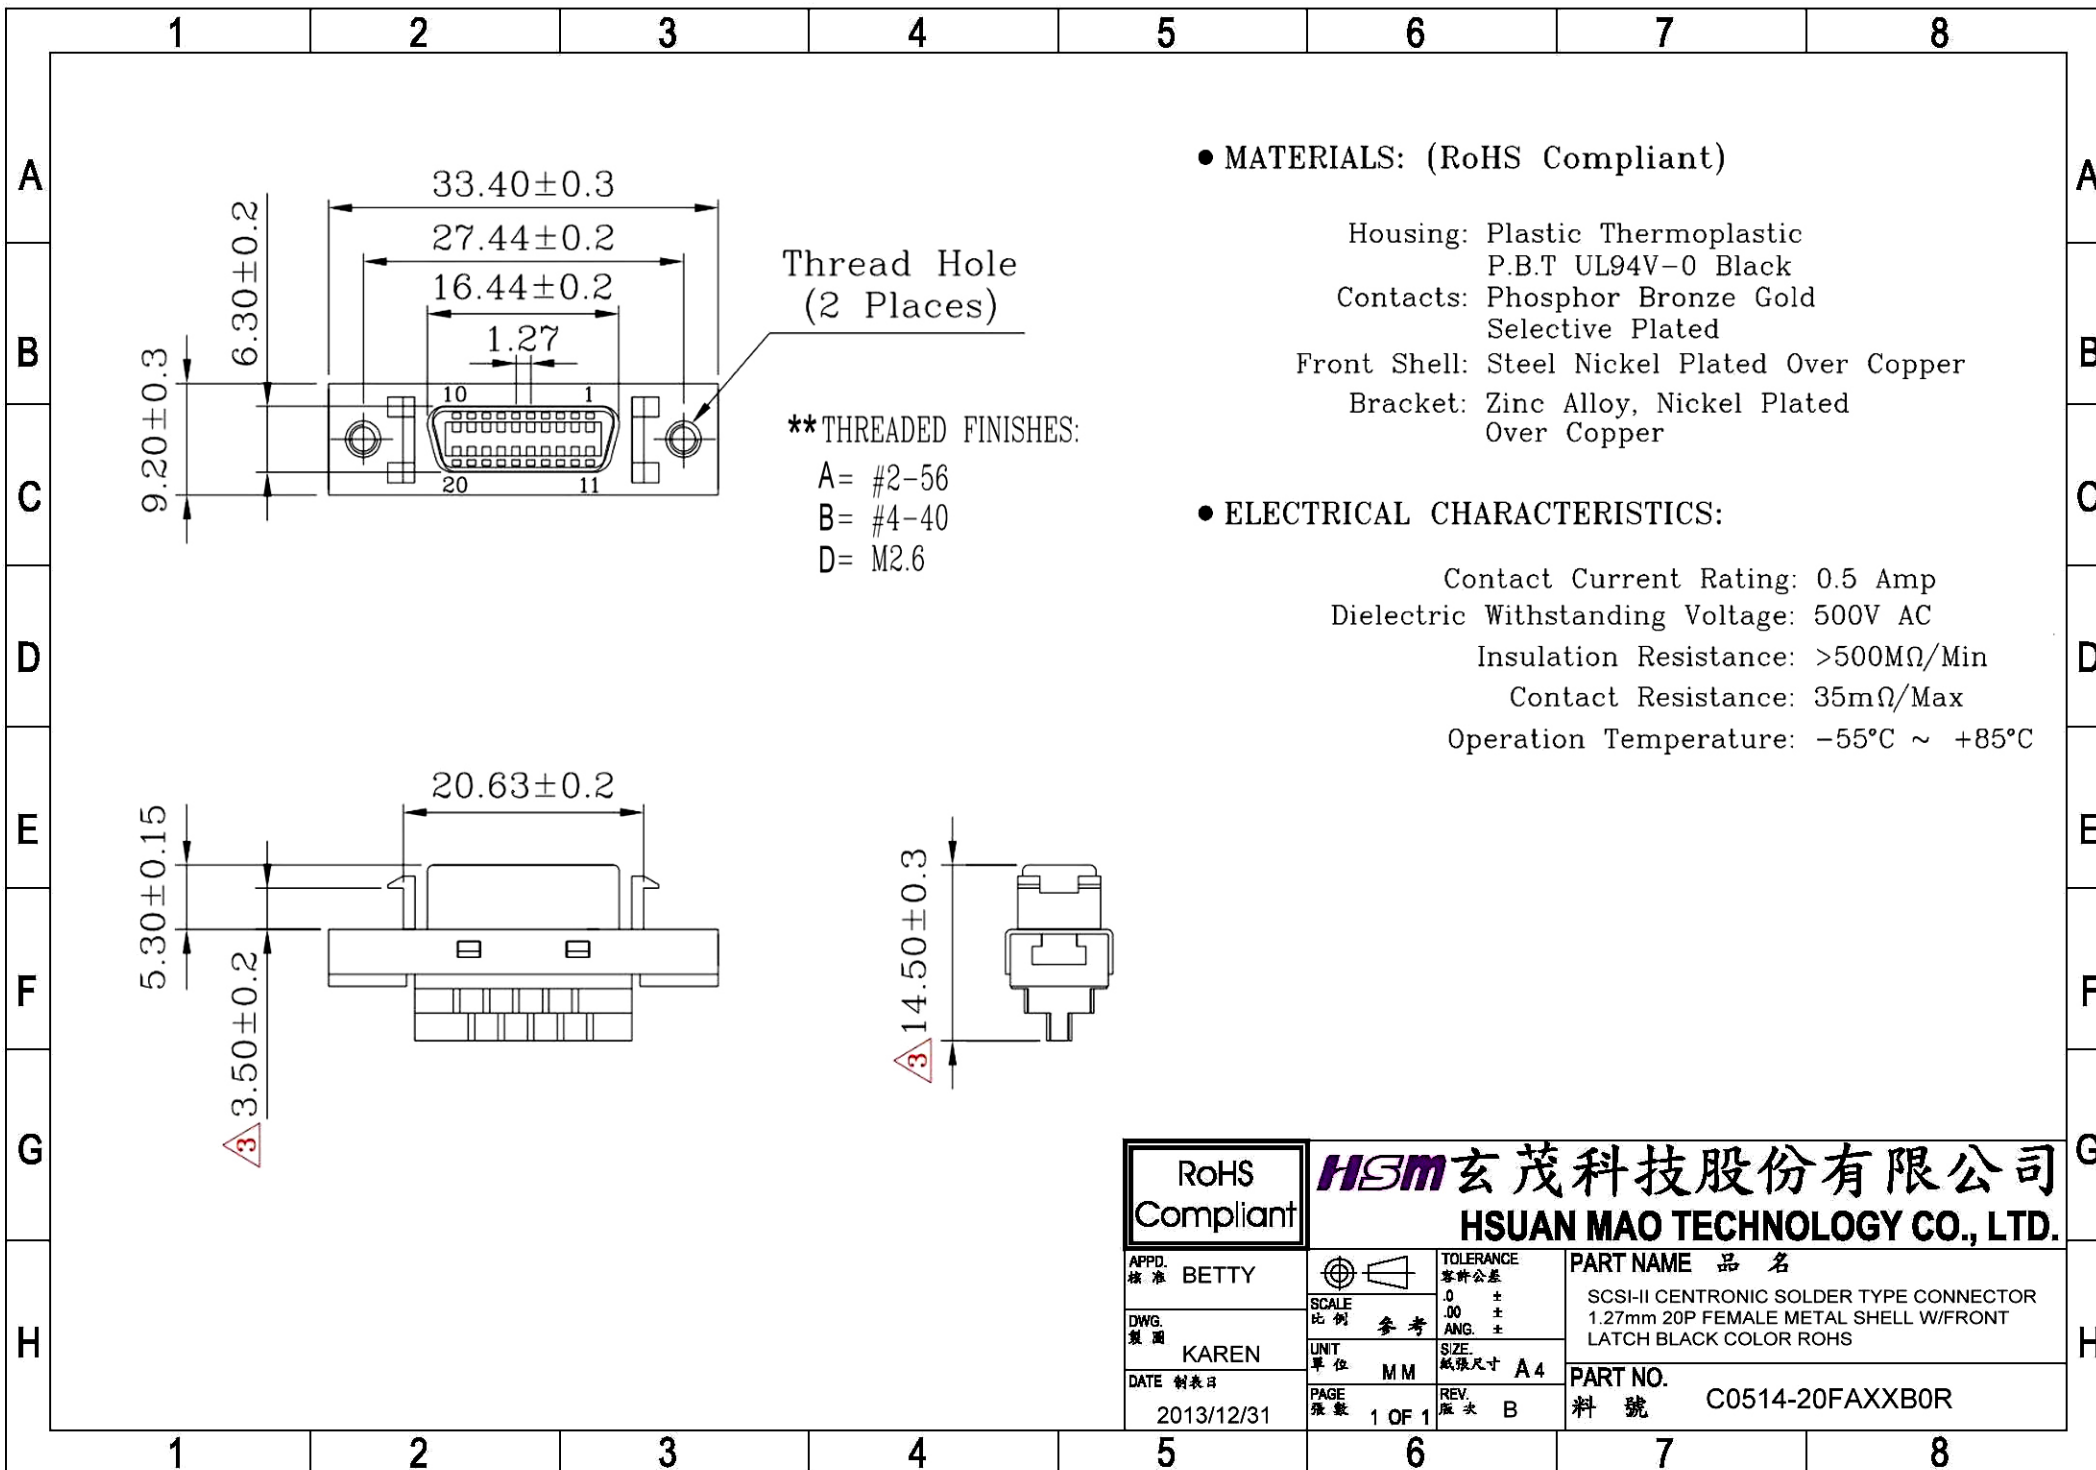 1 2 3 4 5 6 7 8
A
B
C
D
E
F
G
H
A
B
C
D
E
F
G
H
33.40±0.3
27.44±0.2
16.44±0.2
1.27
6.30±0.2
9.20±0.3
10 1
20 11
Thread Hole
(2 Places)
**THREADED FINISHES:
A= #2-56
B= #4-40
D= M2.6
● MATERIALS: (RoHS Compliant)
Housing: Plastic Thermoplastic
P.B.T UL94V-0 Black
Contacts: Phosphor Bronze Gold
Selective Plated
Front Shell: Steel Nickel Plated Over Copper
Bracket: Zinc Alloy, Nickel Plated
Over Copper
● ELECTRICAL CHARACTERISTICS:
Contact Current Rating: 0.5 Amp
Dielectric Withstanding Voltage: 500V AC
Insulation Resistance: >500MΩ/Min
Contact Resistance: 35mΩ/Max
Operation Temperature: -55°C ~ +85°C
20.63±0.2
5.30±0.15
3.50±0.2
3
14.50±0.3
3
RoHS
Compliant
HSM 玄茂科技股份有限公司
HSUAN MAO TECHNOLOGY CO., LTD.
APPD.
核准 BETTY
DWG.
製圖
KAREN
DATE 制表日
2013/12/31
SCALE
比例 參考
UNIT
單位 MM
PAGE
張數 1 OF 1
TOLERANCE
容許公差
.0 ±
.00 ±
ANG. ±
SIZE.
紙張尺寸 A4
REV.
版次 B
PART NAME 品名
SCSI-II CENTRONIC SOLDER TYPE CONNECTOR
1.27mm 20P FEMALE METAL SHELL W/FRONT
LATCH BLACK COLOR ROHS
PART NO.
料號 C0514-20FAXXB0R
1 2 3 4 5 6 7 8